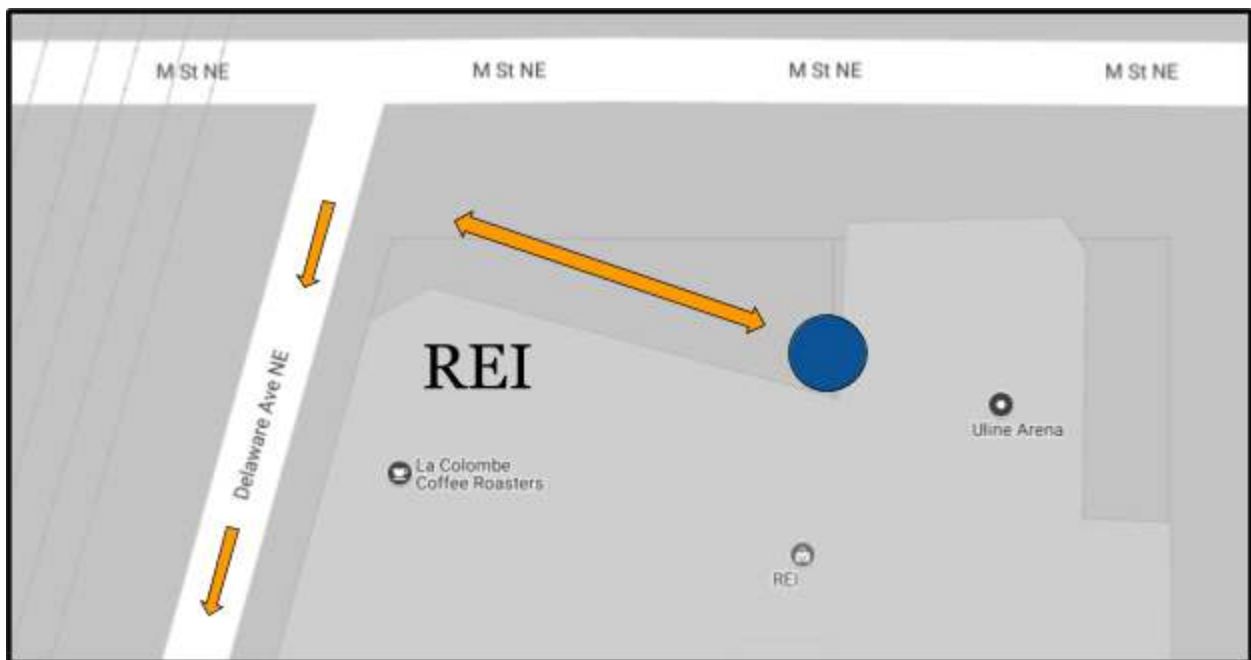 M St NE
M St NE
M St NE
M St NE
REI
Delaware Ave NE
Uline Arena
La Colombe
Coffee Roasters
REI